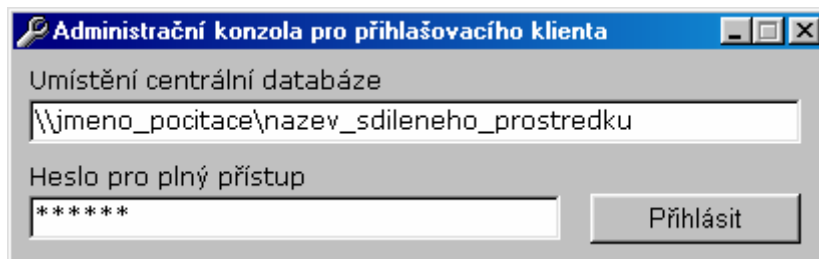 Administrační konzola pro přihlašovacího klienta
Umístění centrální databáze
\\jmeno_pocitace\nazev_sdileneho_prostredku
Heslo pro plný přístup
******
Přihlásit